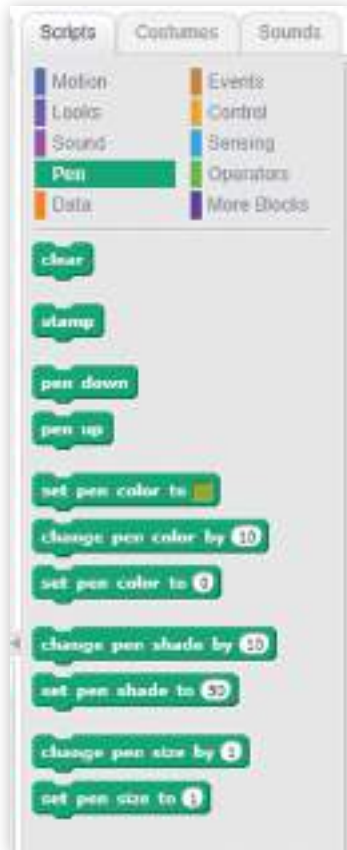 Scripts Costumes Sounds
Motion Events
Looks Control
Sound Sensing
Pen Operators
Data More Blocks
clear
stamp
pen down
pen up
set pen color to
change pen color by 10
set pen color to 0
change pen shade by 10
set pen shade to 50
change pen size by 1
set pen size to 1